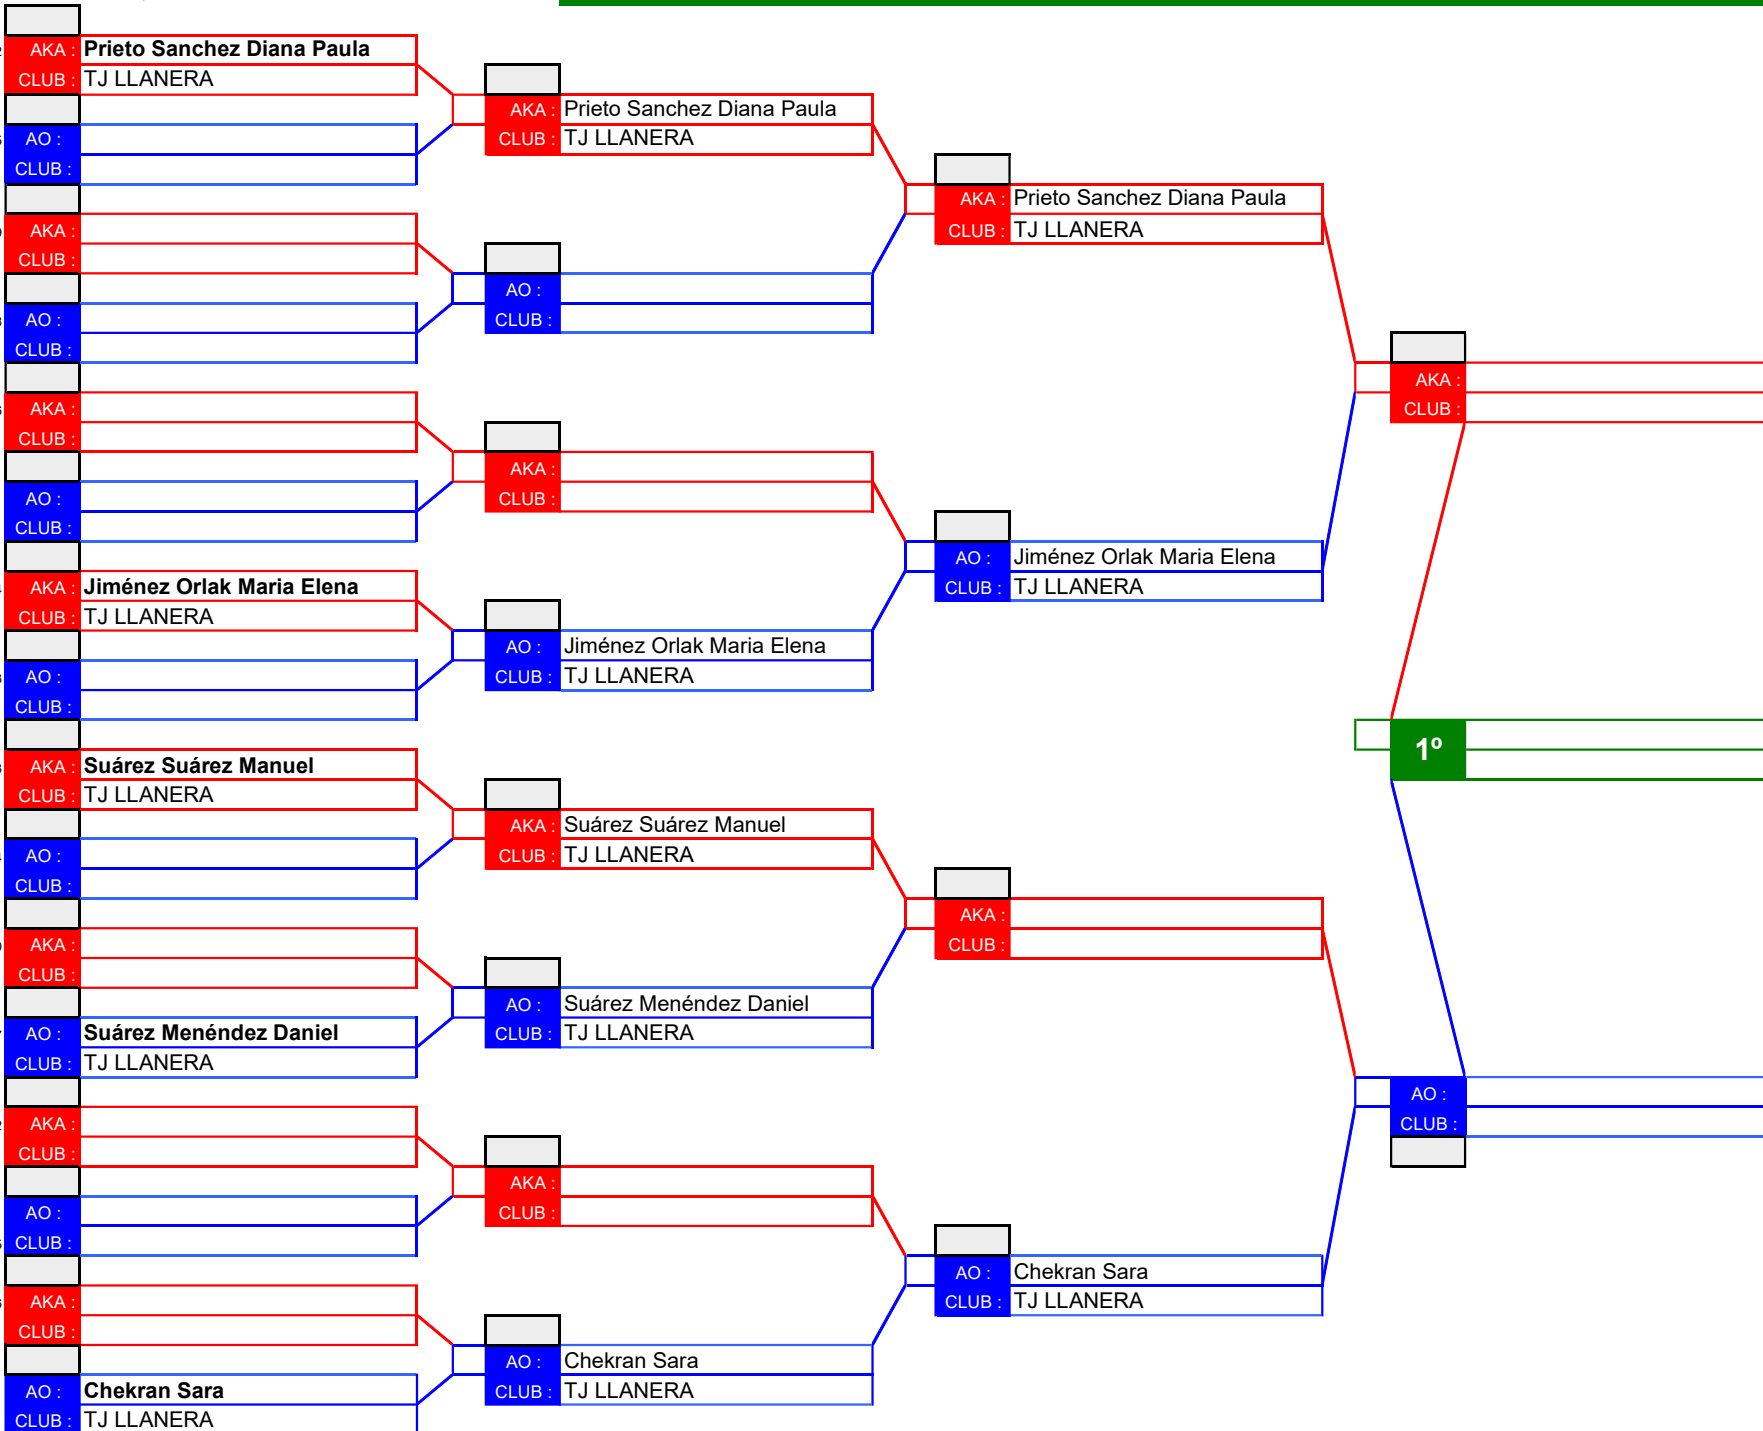 AKA : Prieto Sanchez Diana Paula
CLUB : TJ LLANERA
AO :
CLUB :
AKA :
CLUB :
AO :
CLUB :
AKA :
CLUB :
AO :
CLUB :
AKA : Jiménez Orlak Maria Elena
CLUB : TJ LLANERA
AO :
CLUB :
AKA : Suárez Suárez Manuel
CLUB : TJ LLANERA
AO :
CLUB :
AKA :
CLUB :
AO : Suárez Menéndez Daniel
CLUB : TJ LLANERA
AKA :
CLUB :
AO :
CLUB :
AKA :
CLUB :
AO : Chekran Sara
CLUB : TJ LLANERA
AKA : Prieto Sanchez Diana Paula
CLUB : TJ LLANERA
AO :
CLUB :
AKA :
CLUB :
AO : Jiménez Orlak Maria Elena
CLUB : TJ LLANERA
AKA : Suárez Suárez Manuel
CLUB : TJ LLANERA
AO : Suárez Menéndez Daniel
CLUB : TJ LLANERA
AKA :
CLUB :
AO : Chekran Sara
CLUB : TJ LLANERA
AKA : Prieto Sanchez Diana Paula
CLUB : TJ LLANERA
AO : Jiménez Orlak Maria Elena
CLUB : TJ LLANERA
AKA :
CLUB :
AO : Chekran Sara
CLUB : TJ LLANERA
AKA :
CLUB :
1º
AO :
CLUB :